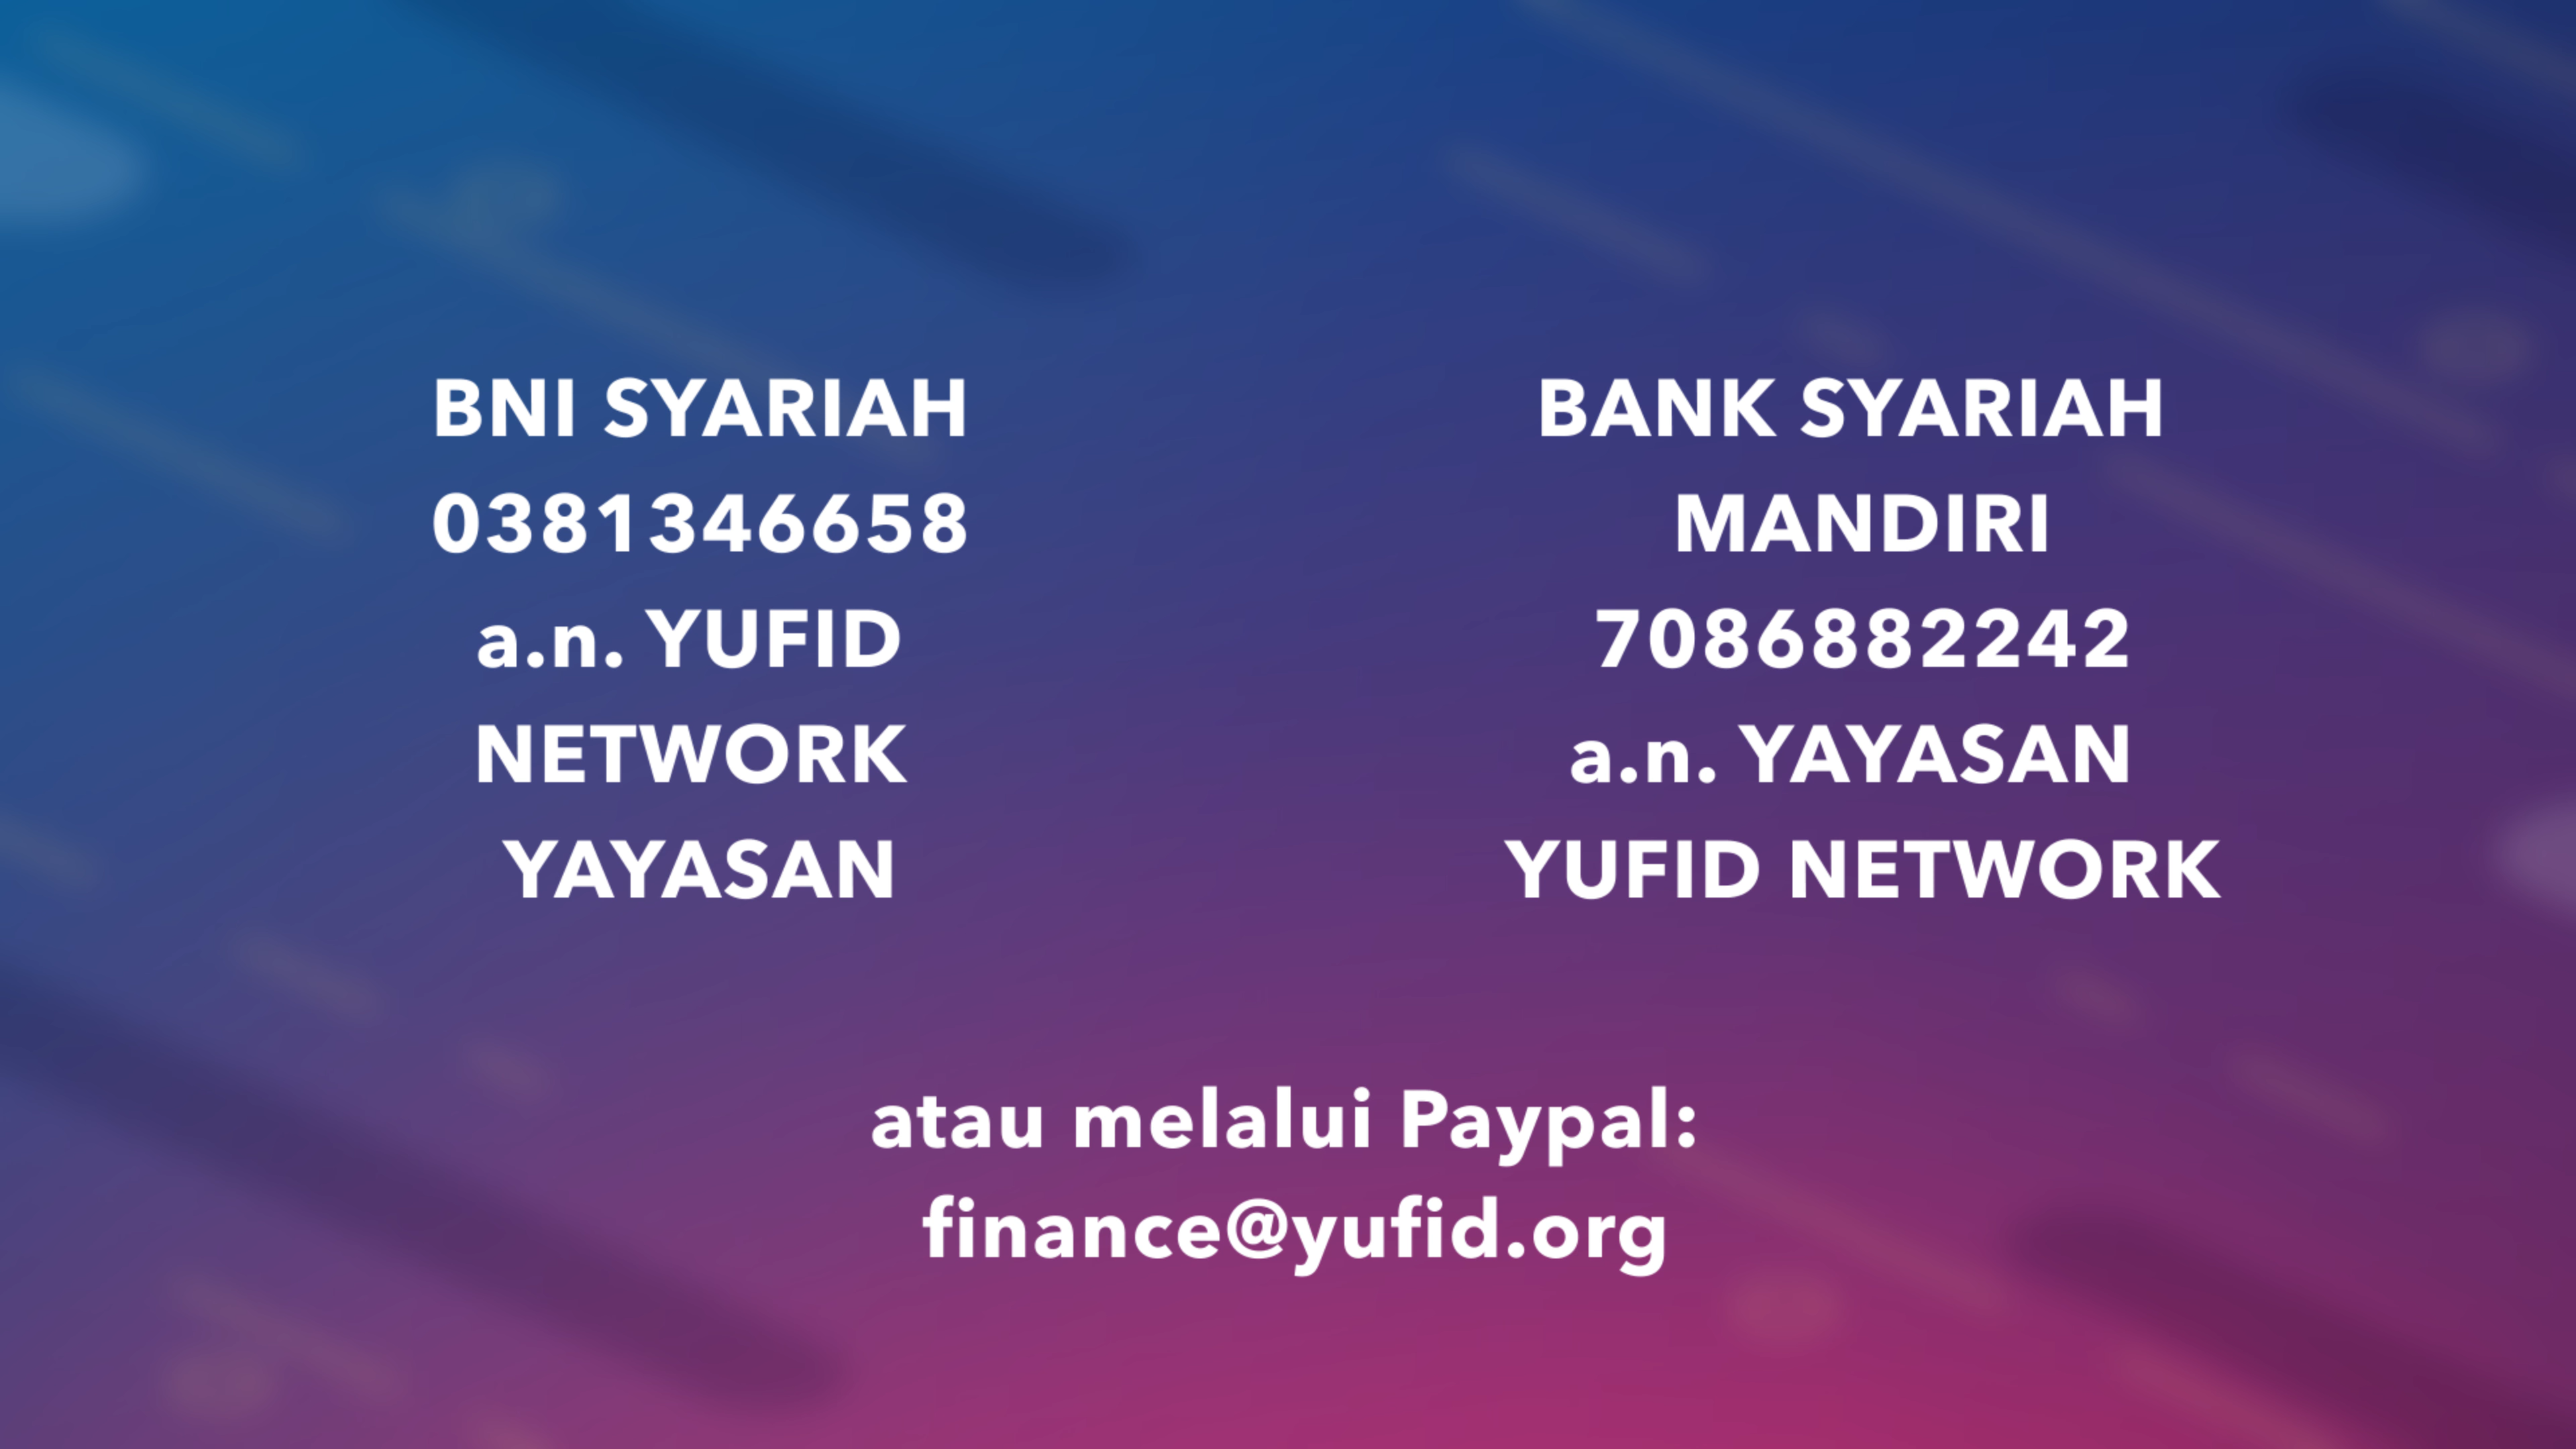 BNI SYARIAH
0381346658
a.n. YUFID
NETWORK
YAYASAN
BANK SYARIAH
MANDIRI
7086882242
a.n. YAYASAN
YUFID NETWORK
atau melalui Paypal:
finance@yufid.org